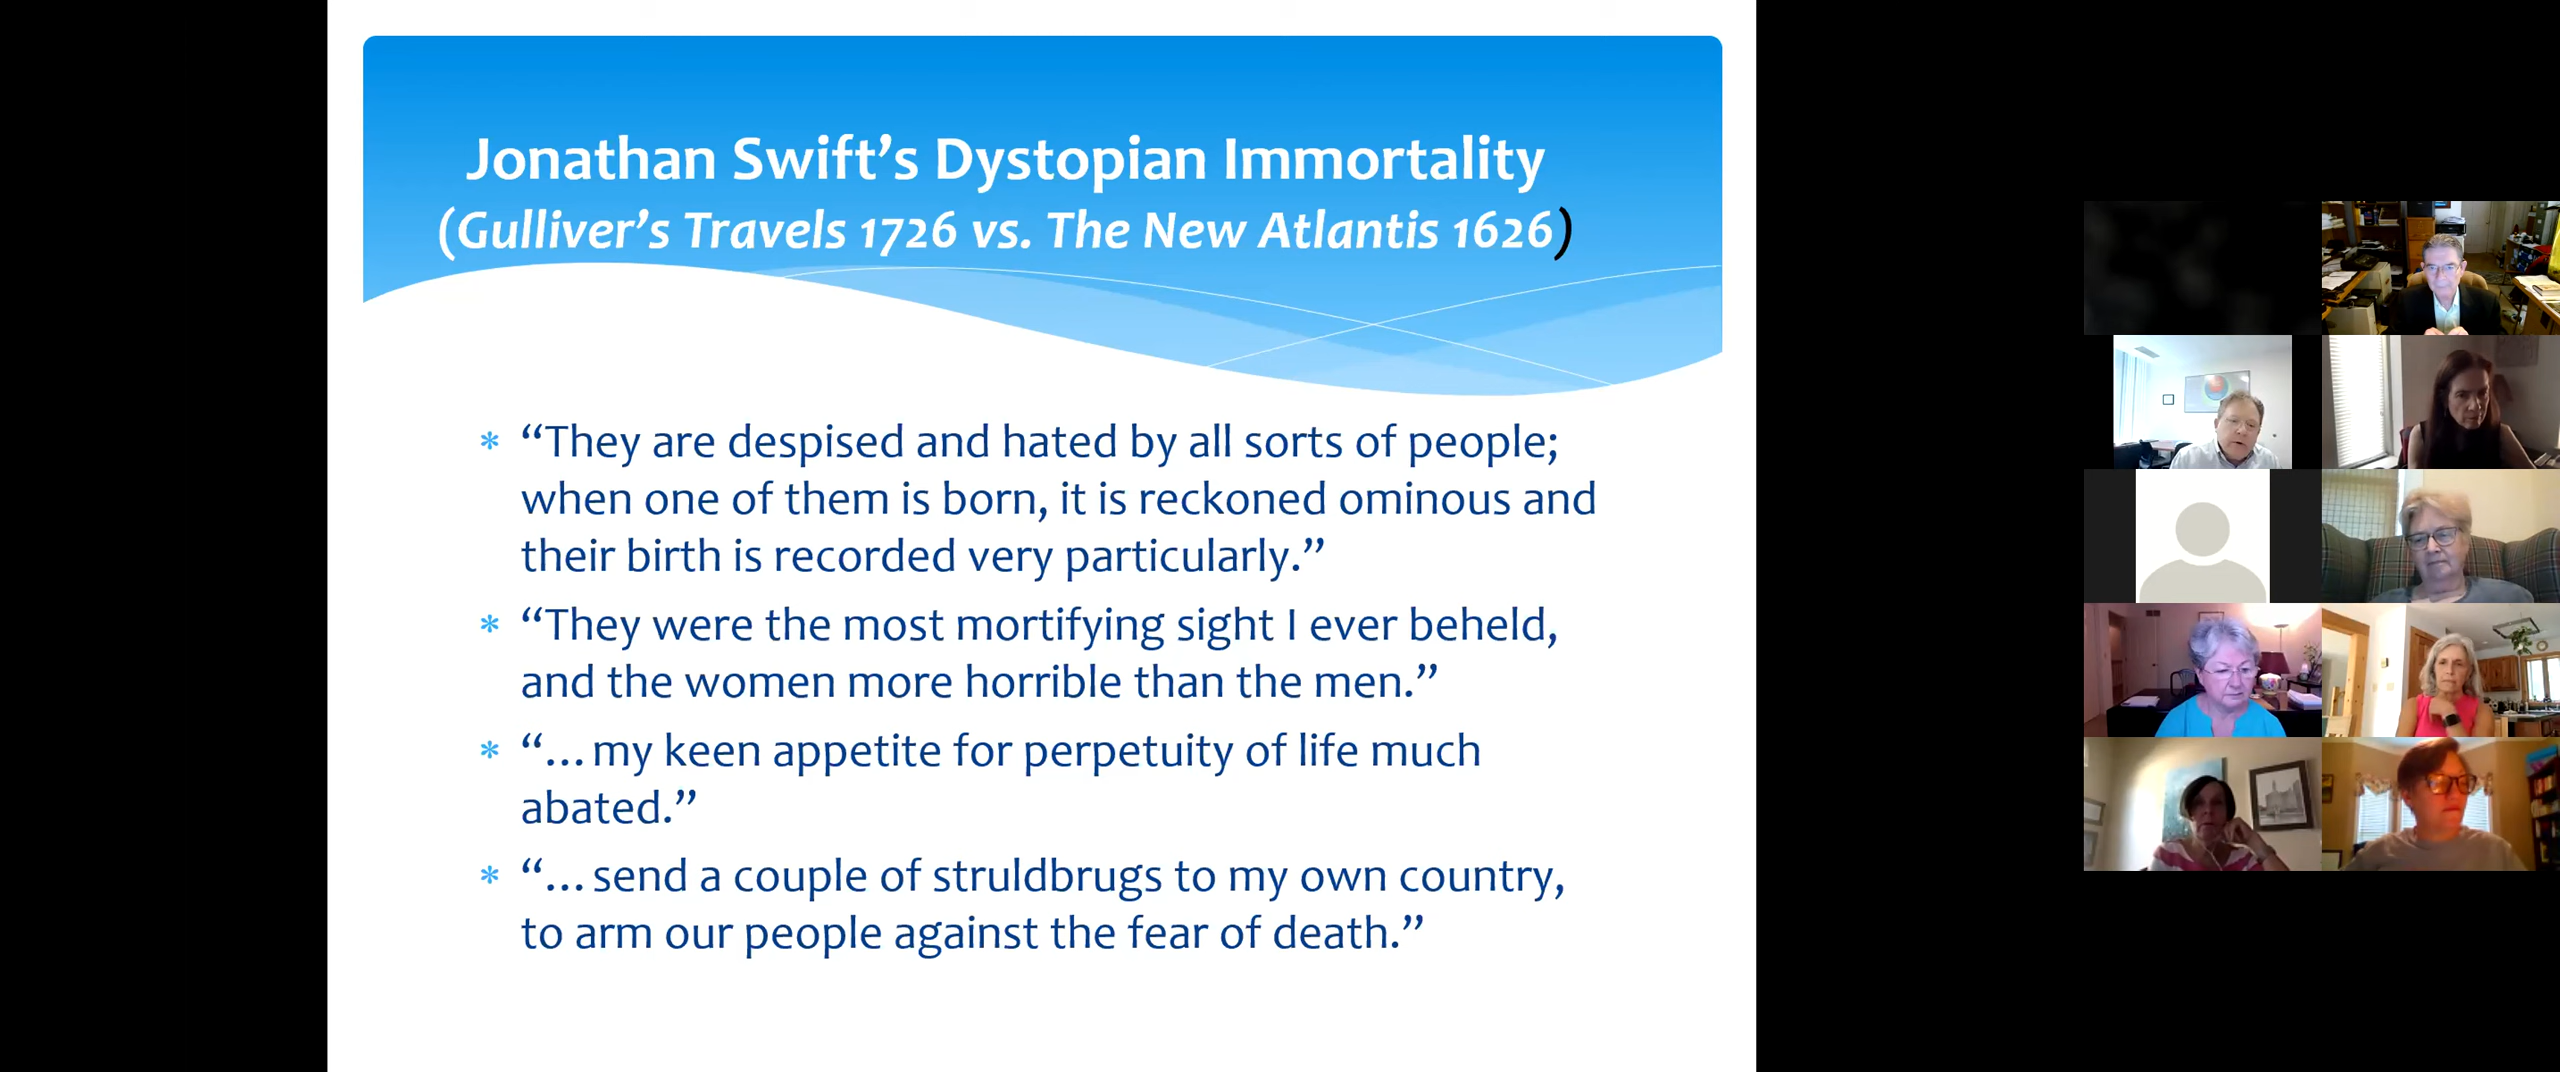 Jonathan Swift’s Dystopian Immortality
(Gulliver’s Travels 1726 vs. The New Atlantis 1626)
* “They are despised and hated by all sorts of people;
when one of them is born, it is reckoned ominous and
their birth is recorded very particularly.”
* “They were the most mortifying sight I ever beheld,
and the women more horrible than the men.”
* “…my keen appetite for perpetuity of life much
abated.”
* “…send a couple of struldbrugs to my own country,
to arm our people against the fear of death.”